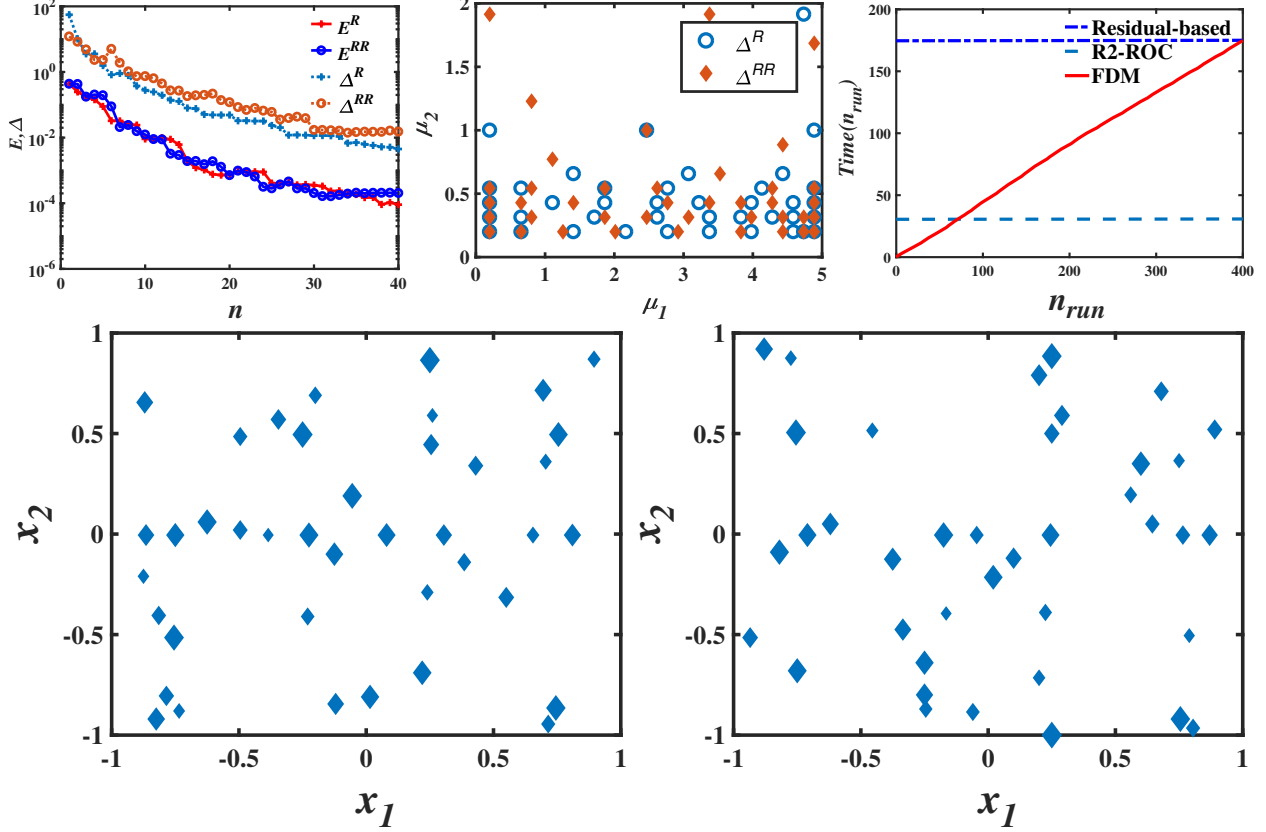 10^2
10^0
10^-2
10^-4
10^-6
E, Δ
0
10
20
30
40
n
E^R
E^RR
Δ^R
Δ^RR
2
1.5
1
0.5
0
μ_2
0
1
2
3
4
5
μ_1
Δ^R
Δ^RR
200
150
100
50
0
Time(n_run)
0
100
200
300
400
n_run
Residual-based
R2-ROC
FDM
1
0.5
0
-0.5
-1
x_2
-1
-0.5
0
0.5
1
x_1
1
0.5
0
-0.5
-1
x_2
-1
-0.5
0
0.5
1
x_1